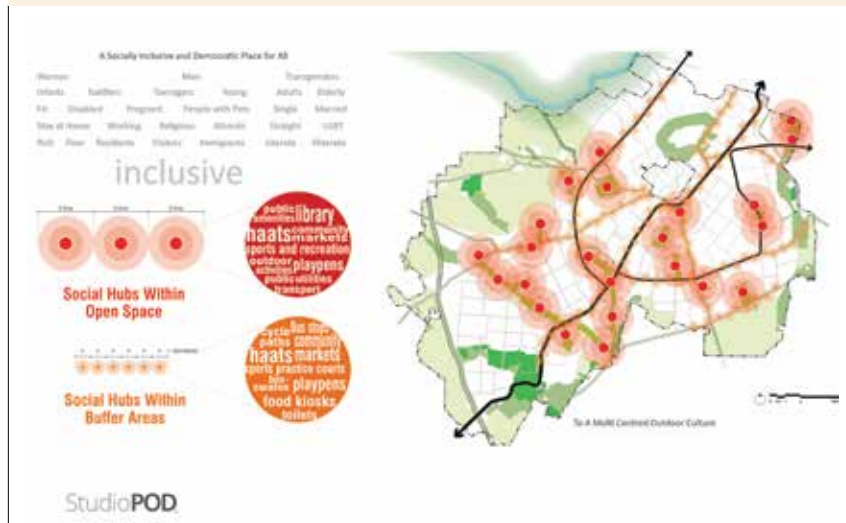 A Socially Inclusive and Democratic Place for All
Women Men Transgenders
Infants Toddlers Teenagers Young Adults Elderly
Fit Disabled Pregnant People with Pets Single Married
Stay at Home Working Religious Atheists Straight LGBT
Rich Poor Residents Visitors Immigrants Literate Illiterate
inclusive
public amenities library
haats community markets
sports and recreation
outdoor activities playpens
public utilities
transport
Social Hubs Within
Open Space
cycle paths Bus stops community
haats markets
sports practice courts
playpens
food kiosks
toilets
Social Hubs Within
Buffer Areas
To A Multi Centred Outdoor Culture
StudioPOD